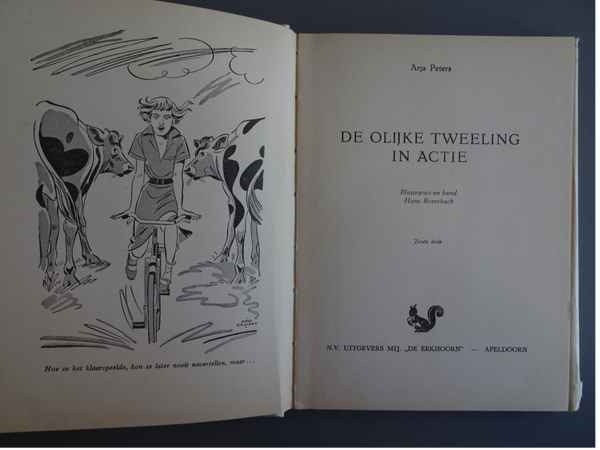 Hoe ze het klaarspeelde, kon ze later nooit navertellen, maar...
Arja Peters
DE OLIJKE TWEELING
IN ACTIE
Illustraties en band
Hans Borrebach
Zesde druk
N.V. UITGEVERS MIJ. „DE EEKHOORN” — APELDOORN